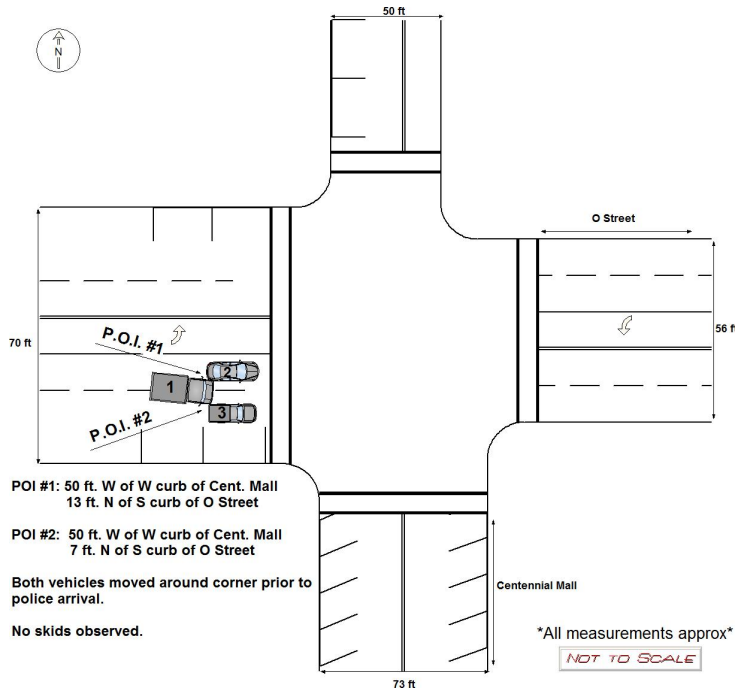 50 ft
N
O Street
70 ft
P.O.I. #1
1
2
3
P.O.I. #2
56 ft
POI #1: 50 ft. W of W curb of Cent. Mall
13 ft. N of S curb of O Street
POI #2: 50 ft. W of W curb of Cent. Mall
7 ft. N of S curb of O Street
Both vehicles moved around corner prior to
police arrival.
No skids observed.
Centennial Mall
*All measurements approx*
NOT TO SCALE
73 ft